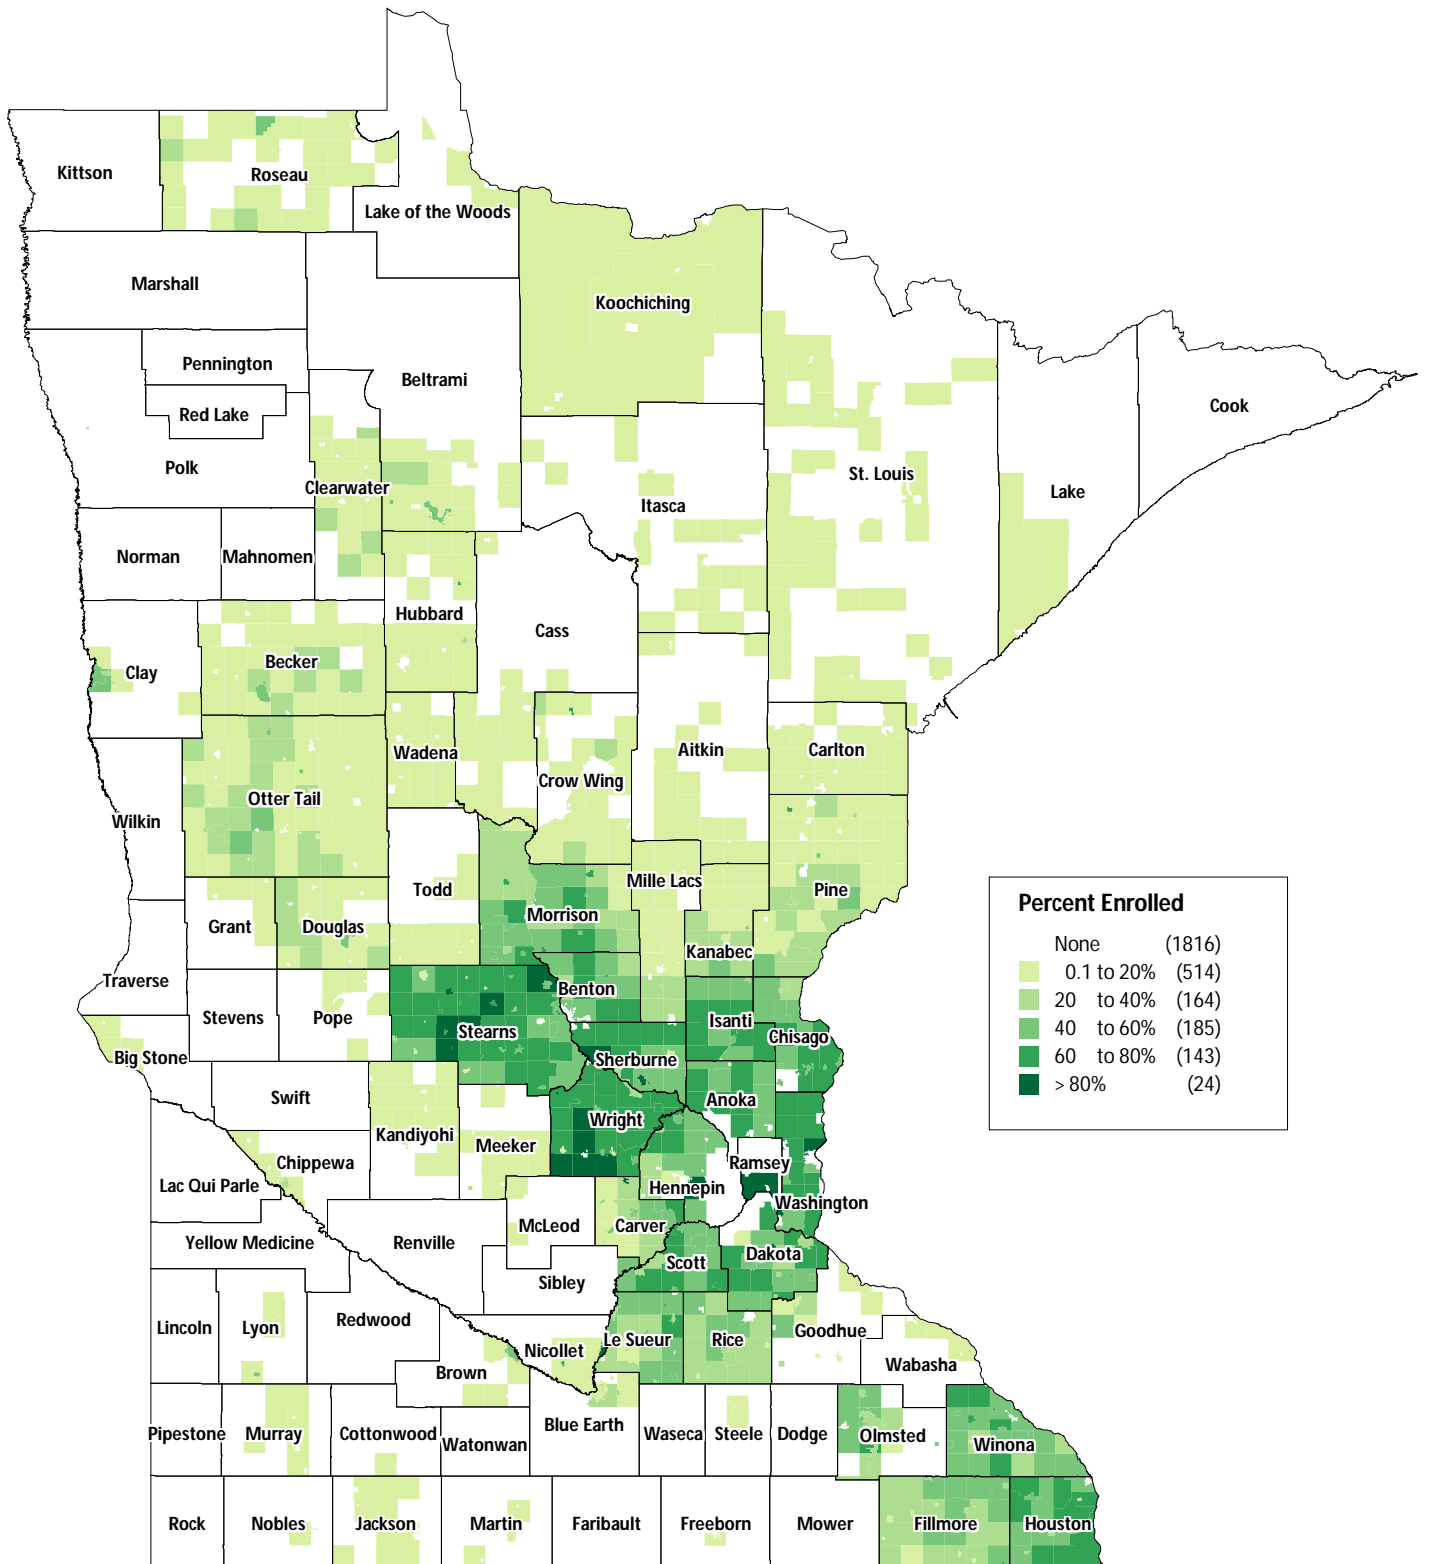 Kittson
Roseau
Lake of the Woods
Marshall
Koochiching
Pennington
Beltrami
Red Lake
Cook
Polk
Clearwater
St. Louis
Lake
Itasca
Norman
Mahnomen
Hubbard
Cass
Clay
Becker
Wadena
Aitkin
Carlton
Crow Wing
Otter Tail
Wilkin
Todd
Mille Lacs
Pine
Morrison
Grant
Douglas
Kanabec
Traverse
Benton
Stevens
Pope
Stearns
Isanti
Chisago
Big Stone
Sherburne
Swift
Anoka
Wright
Kandiyohi
Meeker
Chippewa
Ramsey
Lac Qui Parle
Hennepin
Washington
McLeod
Carver
Yellow Medicine
Renville
Dakota
Scott
Sibley
Lincoln
Lyon
Redwood
Le Sueur
Rice
Goodhue
Nicollet
Wabasha
Brown
Blue Earth
Pipestone
Murray
Cottonwood
Watonwan
Waseca
Steele
Dodge
Olmsted
Winona
Rock
Nobles
Jackson
Martin
Faribault
Freeborn
Mower
Fillmore
Houston
Percent Enrolled
None (1816)
0.1 to 20% (514)
20 to 40% (164)
40 to 60% (185)
60 to 80% (143)
> 80% (24)